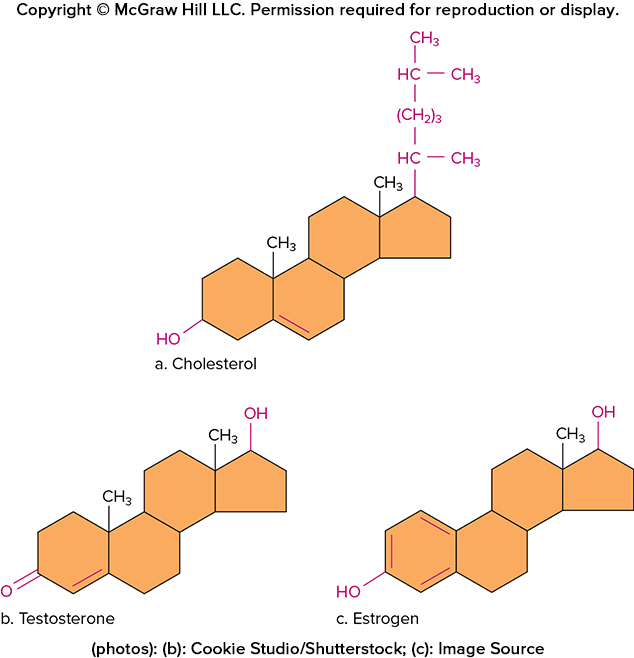 Copyright © McGraw Hill LLC. Permission required for reproduction or display.
CH₃
HC — CH₃
(CH₂)₃
HC — CH₃
CH₃
CH₃
HO
a. Cholesterol
OH
CH₃
CH₃
O
b. Testosterone
OH
CH₃
HO
c. Estrogen
(photos): (b): Cookie Studio/Shutterstock; (c): Image Source